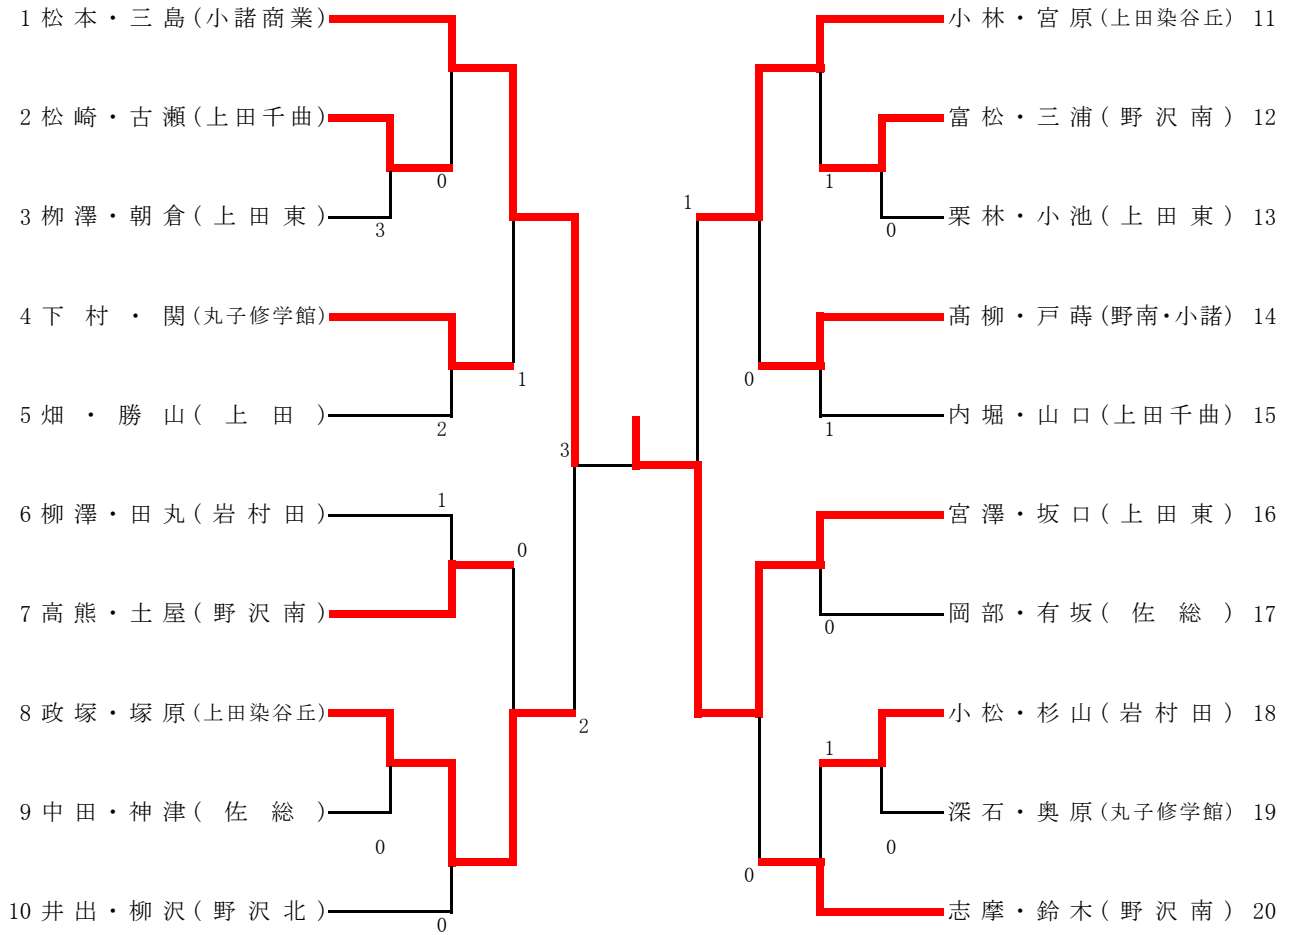 1 松本・三島(小諸商業)
2 松崎・古瀬(上田千曲)
0
3 栁澤・朝倉(上田東)
3
4 下村・関(丸子修学館)
1
5 畑・勝山(上田)
2
3
6 柳澤・田丸(岩村田)
1
0
7 高熊・土屋(野沢南)
8 政塚・塚原(上田染谷丘)
2
9 中田・神津(佐総)
0
10 井出・柳沢(野沢北)
0
小林・宮原(上田染谷丘) 11
富松・三浦(野沢南) 12
1
1
栗林・小池(上田東) 13
0
髙柳・戸蒔(野南・小諸) 14
0
内堀・山口(上田千曲) 15
1
宮澤・坂口(上田東) 16
岡部・有坂(佐総) 17
0
小松・杉山(岩村田) 18
1
深石・奥原(丸子修学館) 19
0
0
志摩・鈴木(野沢南) 20